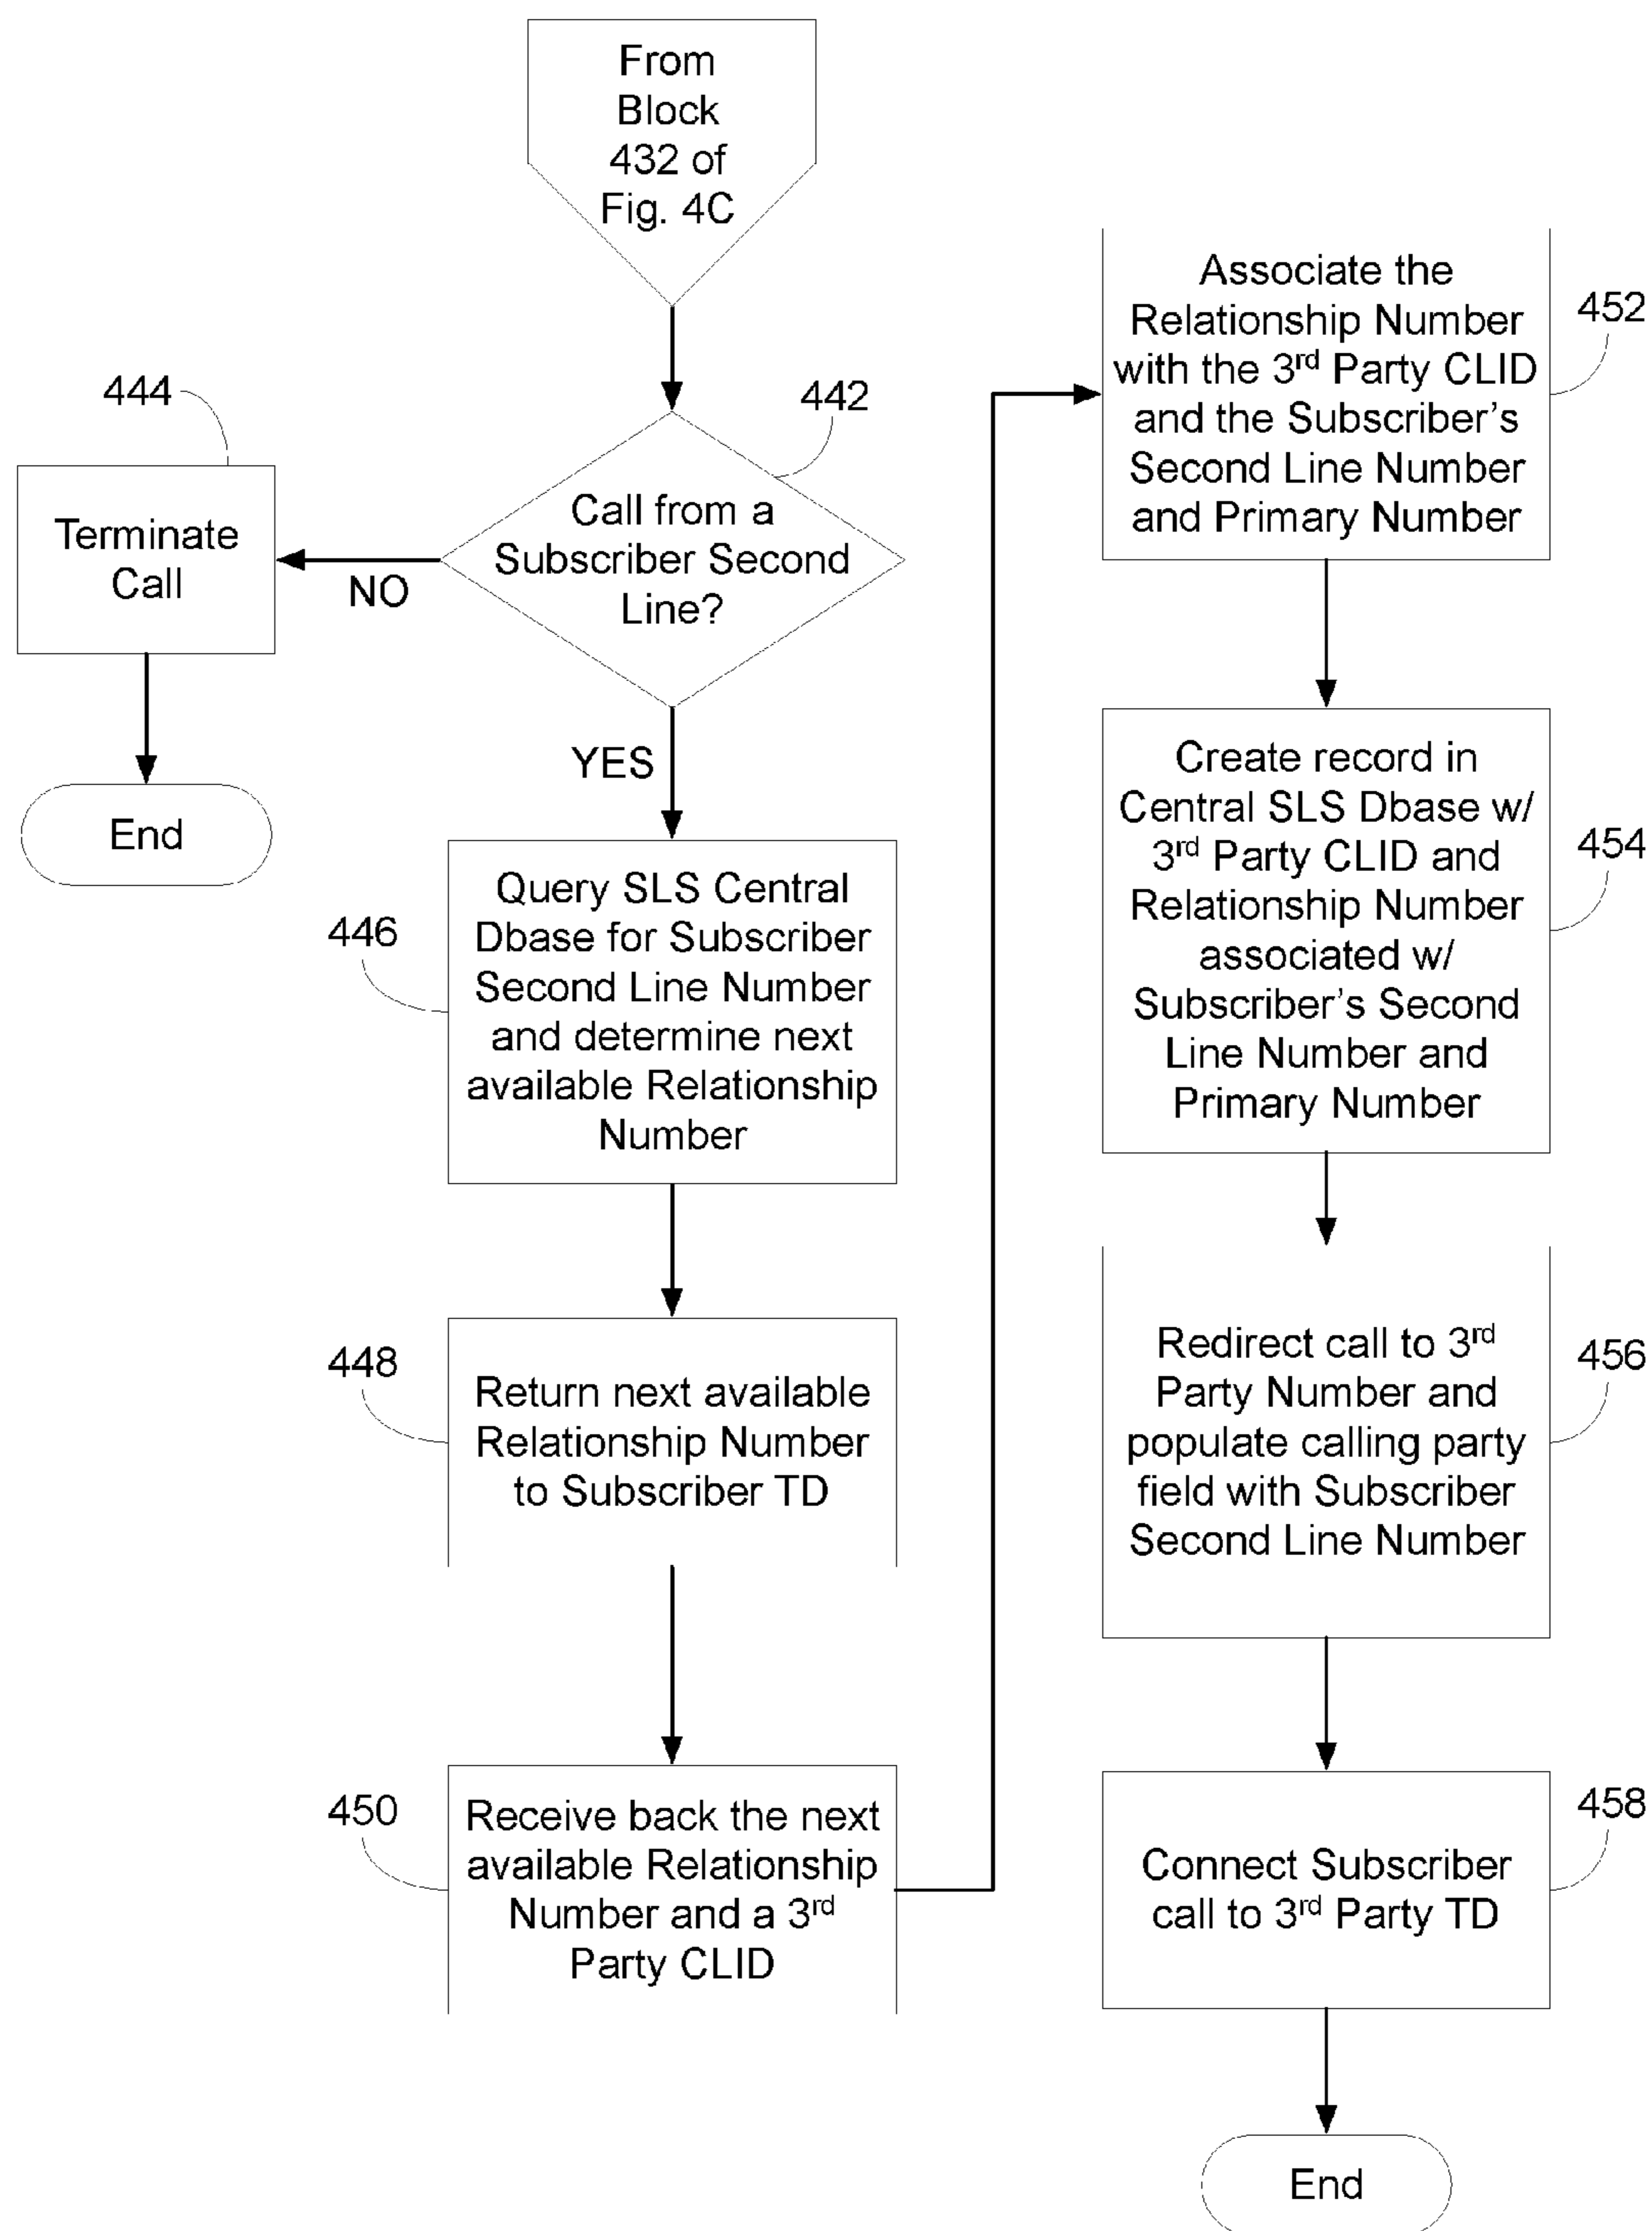 From
Block
432 of
Fig. 4C
442
Call from a
Subscriber Second
Line?
NO
444
Terminate
Call
End
YES
446
Query SLS Central
Dbase for Subscriber
Second Line Number
and determine next
available Relationship
Number
448
Return next available
Relationship Number
to Subscriber TD
450
Receive back the next
available Relationship
Number and a 3rd
Party CLID
452
Associate the
Relationship Number
with the 3rd Party CLID
and the Subscriber’s
Second Line Number
and Primary Number
454
Create record in
Central SLS Dbase w/
3rd Party CLID and
Relationship Number
associated w/
Subscriber’s Second
Line Number and
Primary Number
456
Redirect call to 3rd
Party Number and
populate calling party
field with Subscriber
Second Line Number
458
Connect Subscriber
call to 3rd Party TD
End